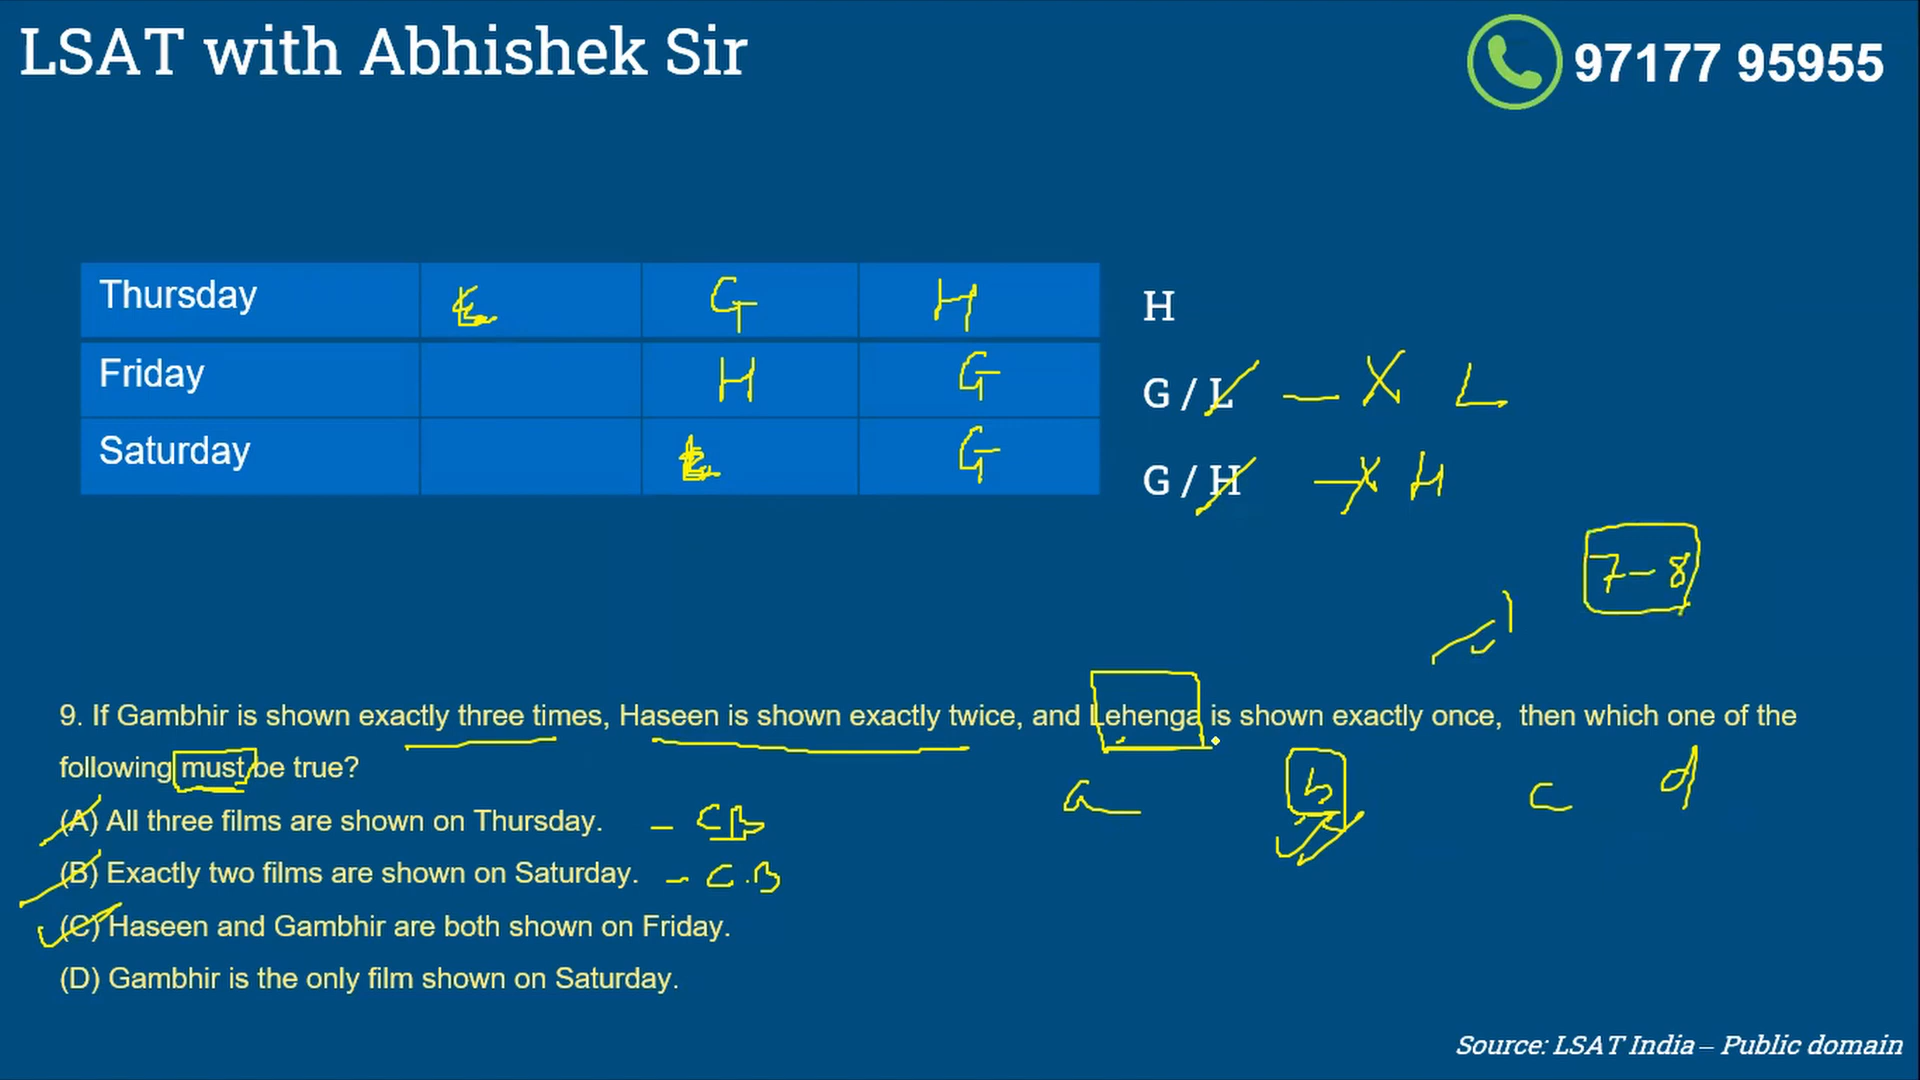 LSAT with Abhishek Sir
97177 95955
Thursday L G H H
Friday H G G / L — X L
Saturday L G G / H — X H
7-8
9. If Gambhir is shown exactly three times, Haseen is shown exactly twice, and Lehenga is shown exactly once, then which one of the
following must be true?
a b c d
(A) All three films are shown on Thursday. - CB
(B) Exactly two films are shown on Saturday. - C.B
(C) Haseen and Gambhir are both shown on Friday.
(D) Gambhir is the only film shown on Saturday.
Source: LSAT India – Public domain